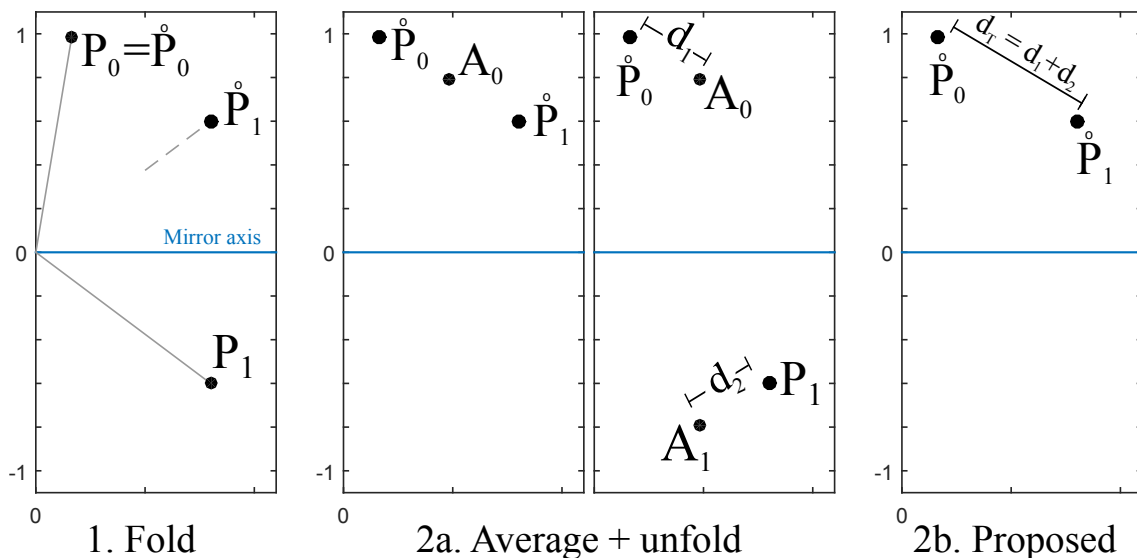 1
0
-1
0
P₀=P̊₀
P̊₁
Mirror axis
P₁
1. Fold
1
0
-1
0
P̊₀
A₀
P̊₁
d₁
P̊₀
A₀
d₂
P₁
A₁
2a. Average + unfold
1
0
-1
0
d_T = d₁+d₂
P̊₀
P̊₁
2b. Proposed